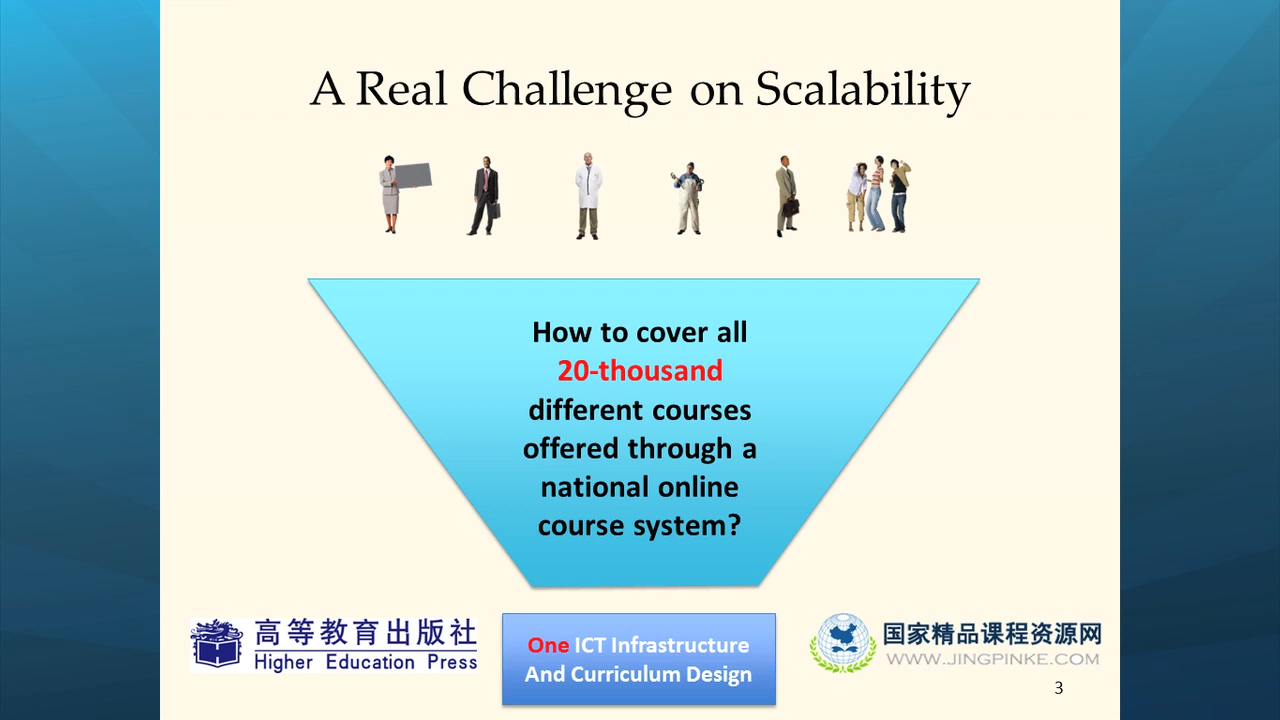 A Real Challenge on Scalability
How to cover all
20-thousand
different courses
offered through a
national online
course system?
高等教育出版社
Higher Education Press
One ICT Infrastructure
And Curriculum Design
国家精品课程资源网
WWW.JINGPINKE.COM
3